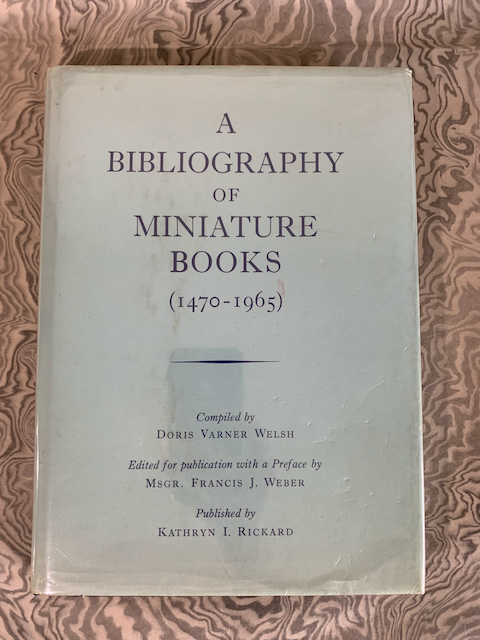 A
BIBLIOGRAPHY
OF
MINIATURE
BOOKS
(1470-1965)
Compiled by
DORIS VARNER WELSH
Edited for publication with a Preface by
MSGR. FRANCIS J. WEBER
Published by
KATHRYN I. RICKARD